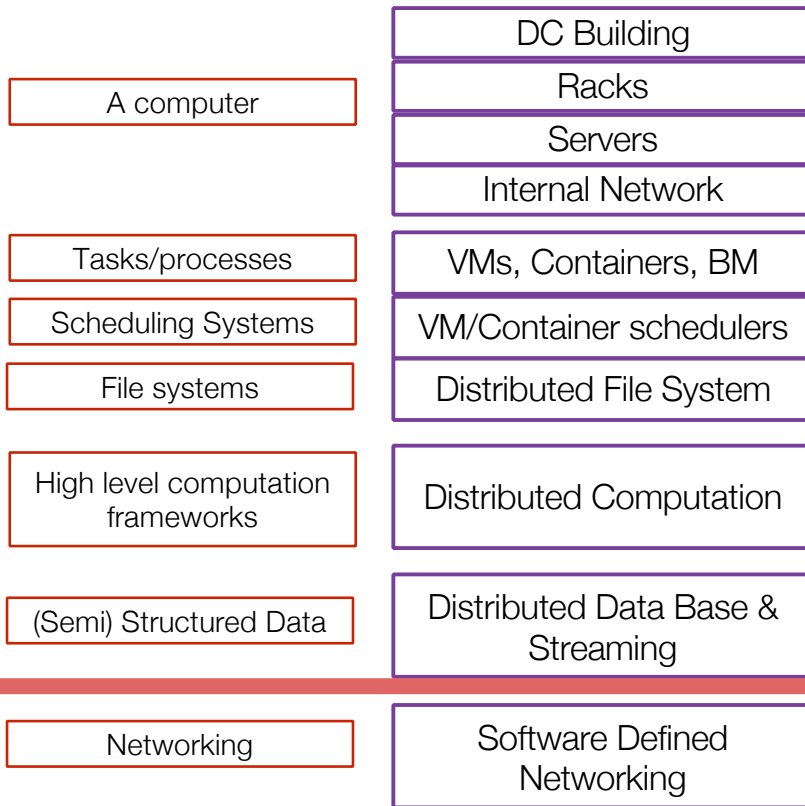 DC Building
A computer
Racks
Servers
Internal Network
Tasks/processes
VMs, Containers, BM
Scheduling Systems
VM/Container schedulers
File systems
Distributed File System
High level computation
frameworks
Distributed Computation
(Semi) Structured Data
Distributed Data Base &
Streaming
Networking
Software Defined
Networking